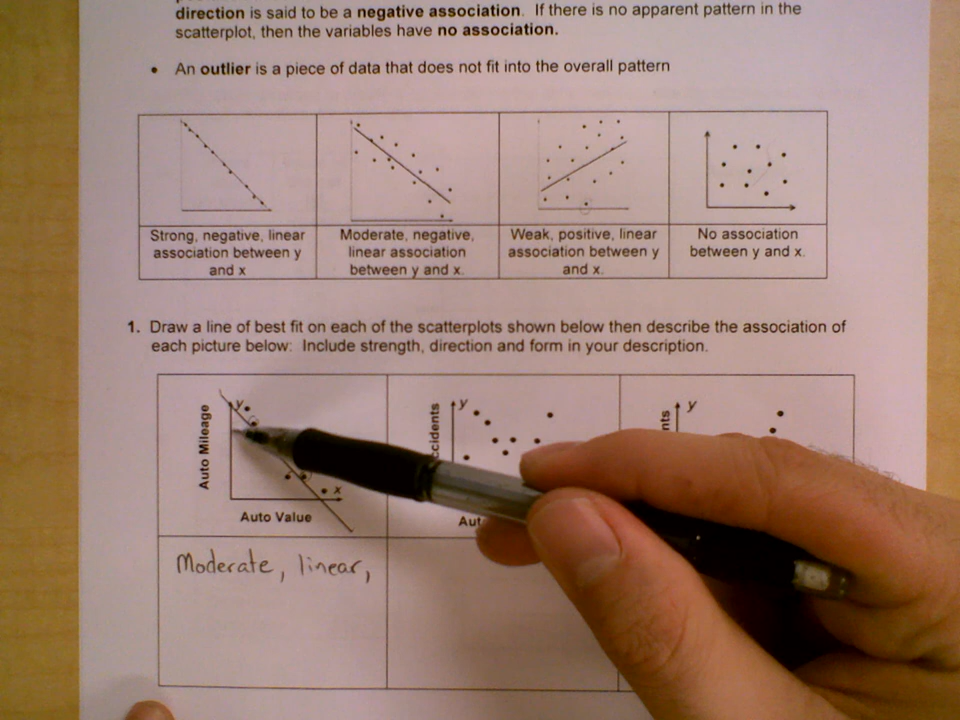 direction is said to be a negative association. If there is no apparent pattern in the
scatterplot, then the variables have no association.
• An outlier is a piece of data that does not fit into the overall pattern
Strong, negative, linear
association between y
and x
Moderate, negative,
linear association
between y and x.
Weak, positive, linear
association between y
and x.
No association
between y and x.
1. Draw a line of best fit on each of the scatterplots shown below then describe the association of
each picture below: Include strength, direction and form in your description.
y
Auto Mileage
x
Auto Value
y
y
Moderate, linear,